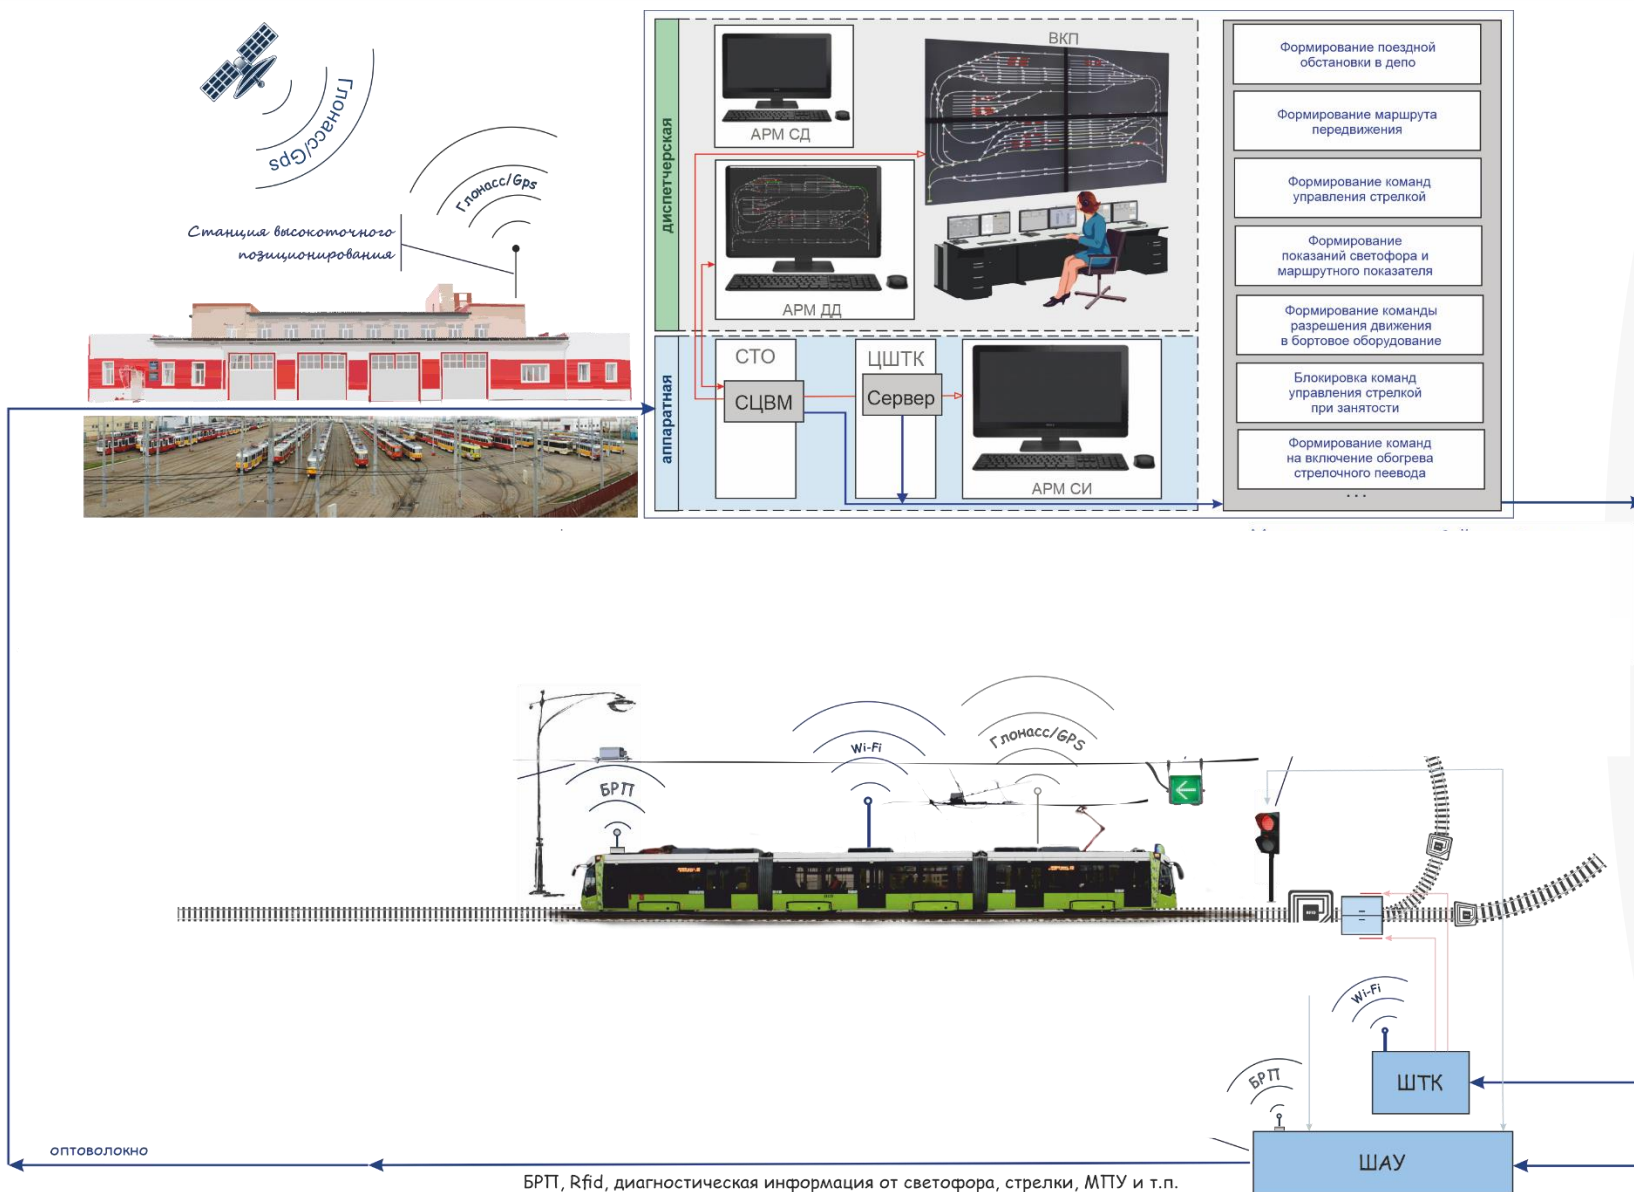 Глонасс/Gps
Глонасс/Gps
Станция высокоточного
позиционирования
диспетчерская
АРМ СД
ВКП
АРМ ДД
аппаратная
СТО
СЦВМ
ЦШТК
Сервер
АРМ СИ
Формирование поездной
обстановки в депо
Формирование маршрута
передвижения
Формирование команд
управления стрелкой
Формирование
показаний светофора и
маршрутного показателя
Формирование команды
разрешения движения
в бортовое оборудование
Блокировка команд
управления стрелкой
при занятости
Формирование команд
на включение обогрева
стрелочного пеевода
...
БРП
Wi-Fi
Глонасс/GPS
Wi-Fi
ШТК
БРП
ШАУ
оптоволокно
БРП, Rfid, диагностическая информация от светофора, стрелки, МПУ и т.п.